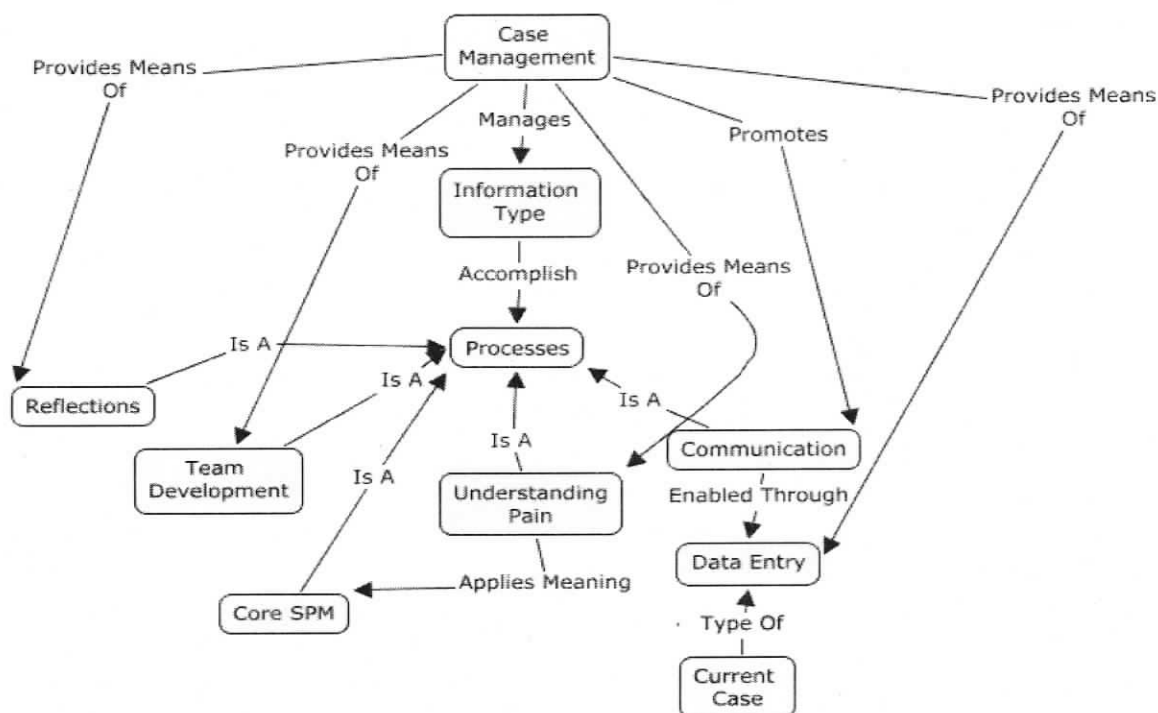 Case
Management
Provides Means
Of
Provides Means
Of
Manages
Promotes
Provides Means
Of
Information
Type
Accomplish
Provides Means
Of
Is A
Processes
Is A
Is A
Reflections
Is A
Communication
Team
Development
Is A
Understanding
Pain
Enabled Through
Data Entry
Applies Meaning
Core SPM
Type Of
Current
Case